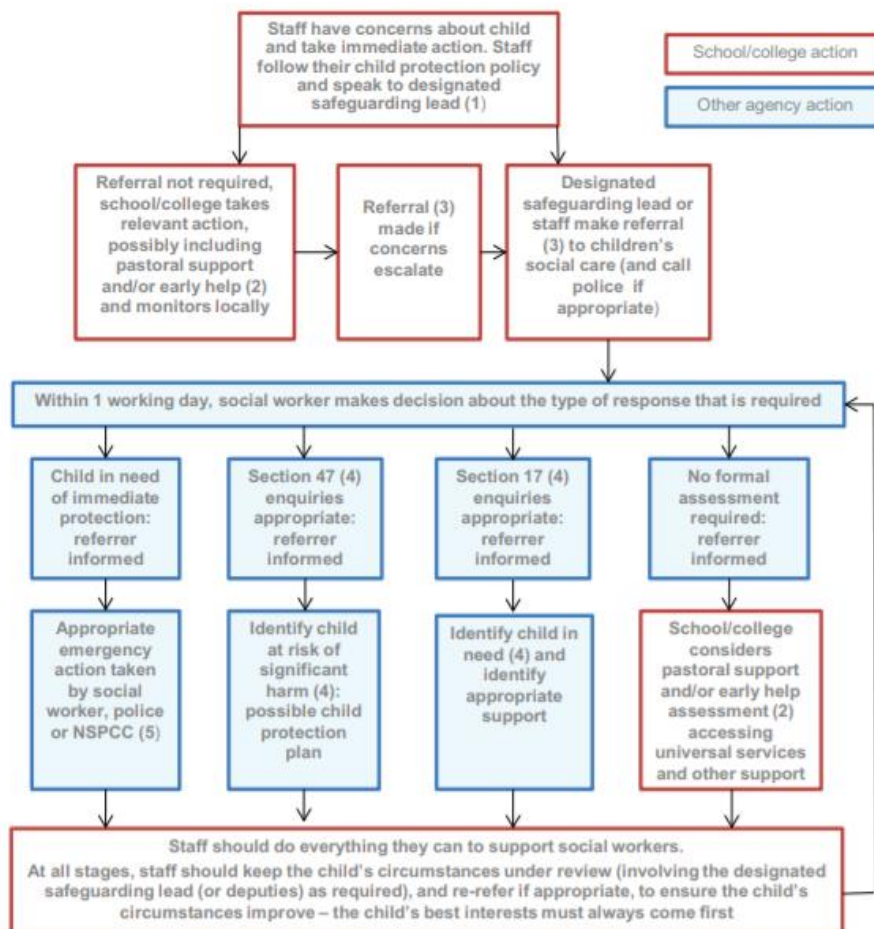 Staff have concerns about child
and take immediate action. Staff
follow their child protection policy
and speak to designated
safeguarding lead (1)
School/college action
Other agency action
Referral not required,
school/college takes
relevant action,
possibly including
pastoral support
and/or early help (2)
and monitors locally
Referral (3)
made if
concerns
escalate
Designated
safeguarding lead or
staff make referral
(3) to children's
social care (and call
police if
appropriate)
Within 1 working day, social worker makes decision about the type of response that is required
Child in need
of immediate
protection:
referrer
informed
Section 47 (4)
enquiries
appropriate:
referrer
informed
Section 17 (4)
enquiries
appropriate:
referrer
informed
No formal
assessment
required:
referrer
informed
Appropriate
emergency
action taken
by social
worker, police
or NSPCC (5)
Identify child
at risk of
significant
harm (4):
possible child
protection
plan
Identify child in
need (4) and
identify
appropriate
support
School/college
considers
pastoral support
and/or early help
assessment (2)
accessing
universal services
and other support
Staff should do everything they can to support social workers.
At all stages, staff should keep the child's circumstances under review (involving the designated
safeguarding lead (or deputies) as required), and re-refer if appropriate, to ensure the child's
circumstances improve – the child's best interests must always come first